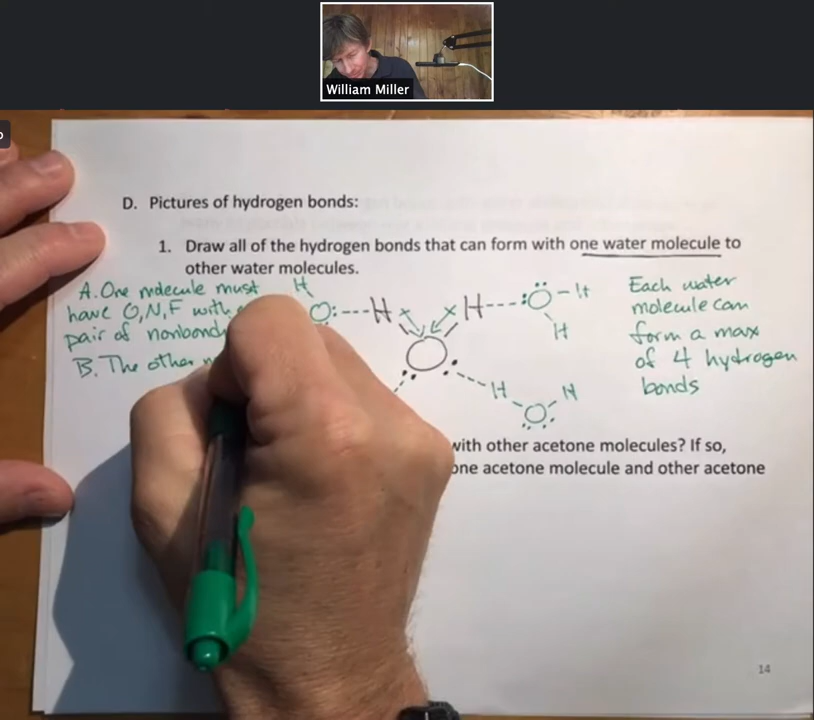 William Miller
D. Pictures of hydrogen bonds:
1. Draw all of the hydrogen bonds that can form with one water molecule to
other water molecules.
A. One molecule must
have O, N, F with
pair of nonbond
B. The other
H
O: H H :O - H
H
O
H H
O
Each water
molecule can
form a max
of 4 hydrogen
bonds
with other acetone molecules? If so,
one acetone molecule and other acetone
14